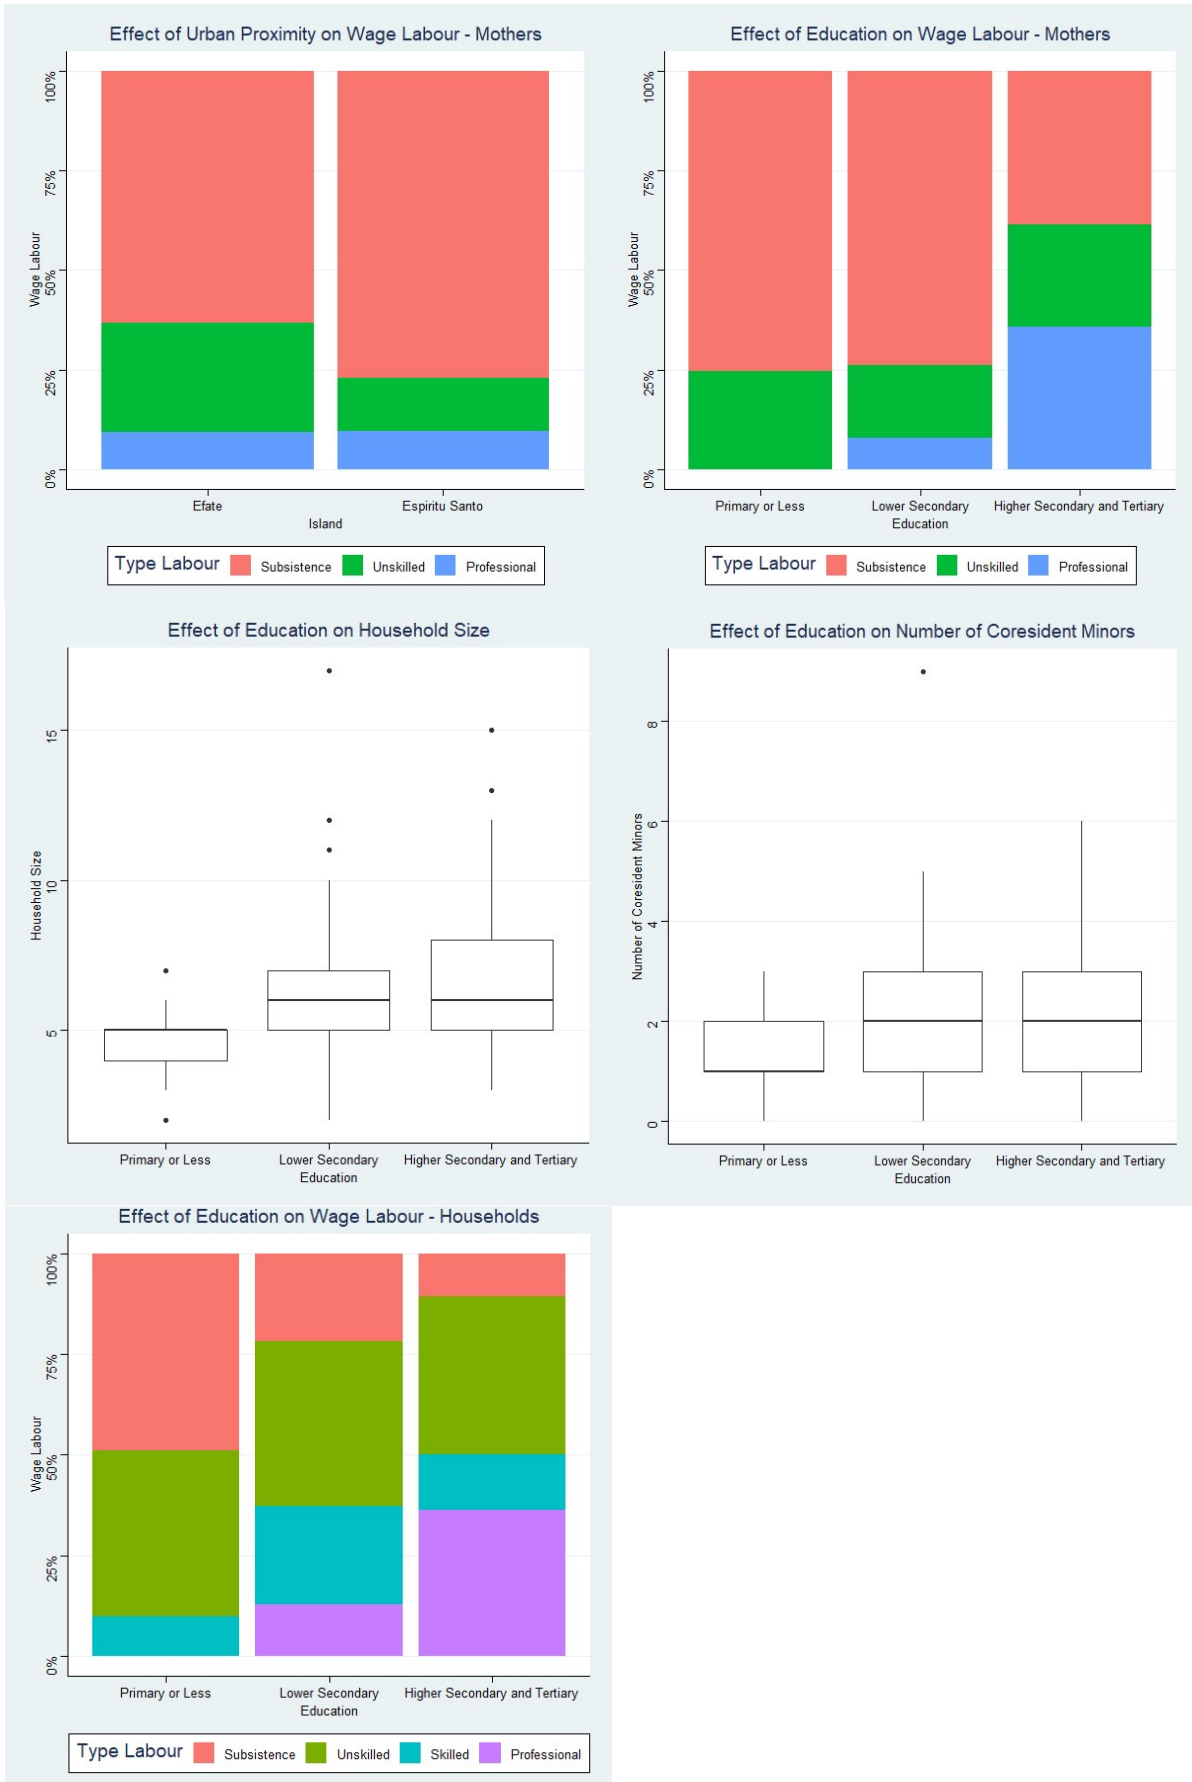 Effect of Urban Proximity on Wage Labour - Mothers
100%
75%
50%
25%
0%
Wage Labour
Efate
Espiritu Santo
Island
Type Labour Subsistence Unskilled Professional
Effect of Education on Wage Labour - Mothers
100%
75%
50%
25%
0%
Wage Labour
Primary or Less
Lower Secondary
Higher Secondary and Tertiary
Education
Type Labour Subsistence Unskilled Professional
Effect of Education on Household Size
15
10
5
Household Size
Primary or Less
Lower Secondary
Higher Secondary and Tertiary
Education
Effect of Education on Number of Coresident Minors
8
6
4
2
0
Number of Coresident Minors
Primary or Less
Lower Secondary
Higher Secondary and Tertiary
Education
Effect of Education on Wage Labour - Households
100%
75%
50%
25%
0%
Wage Labour
Primary or Less
Lower Secondary
Higher Secondary and Tertiary
Education
Type Labour Subsistence Unskilled Skilled Professional